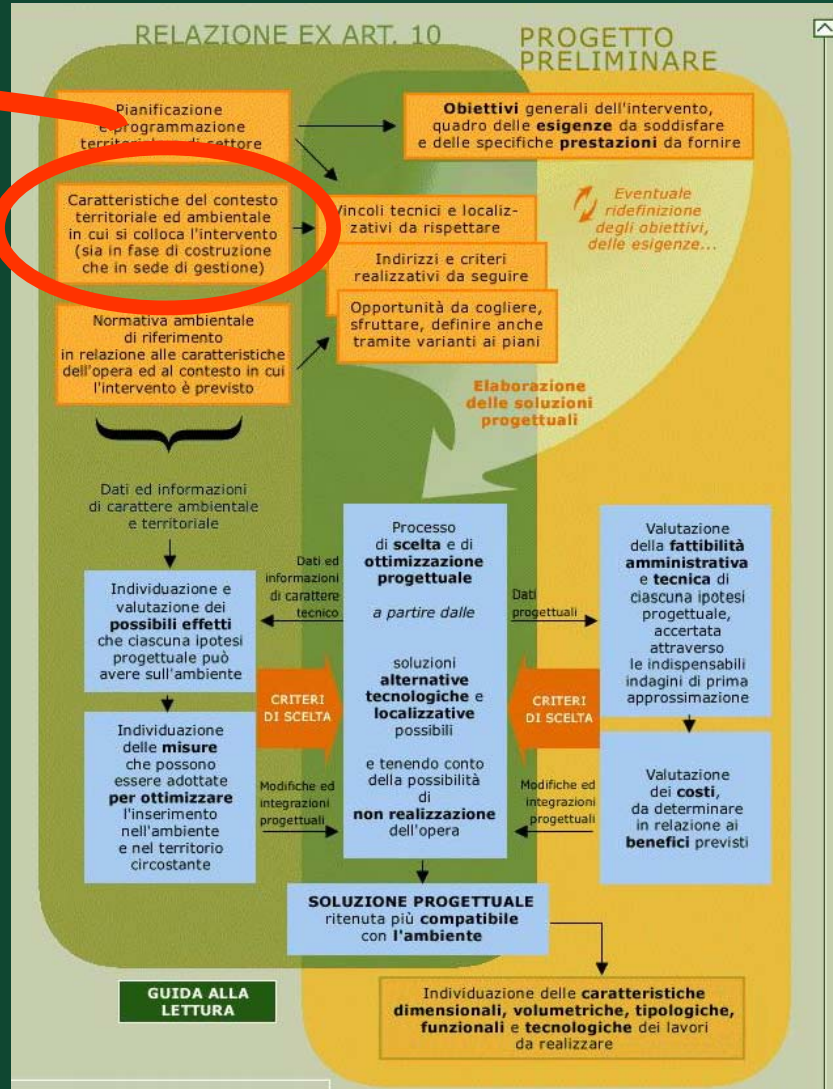 RELAZIONE EX ART. 10
PROGETTO
PRELIMINARE
Pianificazione
e programmazione
settore
Obiettivi generali dell'intervento,
quadro delle esigenze da soddisfare
e delle specifiche prestazioni da fornire
Caratteristiche del contesto
territoriale ed ambientale
in cui si colloca l'intervento
(sia in fase di costruzione
che in sede di gestione)
Vincoli tecnici e localiz-
zativi da rispettare
Indirizzi e criteri
realizzativi da seguire
Opportunità da cogliere,
sfruttare, definire anche
tramite varianti ai piani
Eventuale
ridefinizione
degli obiettivi,
delle esigenze...
Normativa ambientale
di riferimento
in relazione alle caratteristiche
dell'opera ed al contesto in cui
l'intervento è previsto
Elaborazione
delle soluzioni
progettuali
Dati ed informazioni
di carattere ambientale
e territoriale
Individuazione e
valutazione dei
possibili effetti
che ciascuna ipotesi
progettuale può
avere sull'ambiente
Dati ed
informazioni
di carattere
tecnico
Processo
di scelta e di
ottimizzazione
progettuale
a partire dalle
soluzioni
alternative
tecnologiche e
localizzative
possibili
e tenendo conto
della possibilità
di
non realizzazione
dell'opera
Dati
progettuali
Valutazione
della fattibilità
amministrativa
e tecnica di
ciascuna ipotesi
progettuale,
accertata
attraverso
le indispensabili
indagini di prima
approssimazione
CRITERI
DI SCELTA
CRITERI
DI SCELTA
Individuazione
delle misure
che possono
essere adottate
per ottimizzare
l'inserimento
nell'ambiente
e nel territorio
circostante
Modifiche ed
integrazioni
progettuali
Modifiche ed
integrazioni
progettuali
Valutazione
dei costi,
da determinare
in relazione ai
benefici previsti
SOLUZIONE PROGETTUALE
ritenuta più compatibile
con l'ambiente
GUIDA ALLA
LETTURA
Individuazione delle caratteristiche
dimensionali, volumetriche, tipologiche,
funzionali e tecnologiche dei lavori
da realizzare